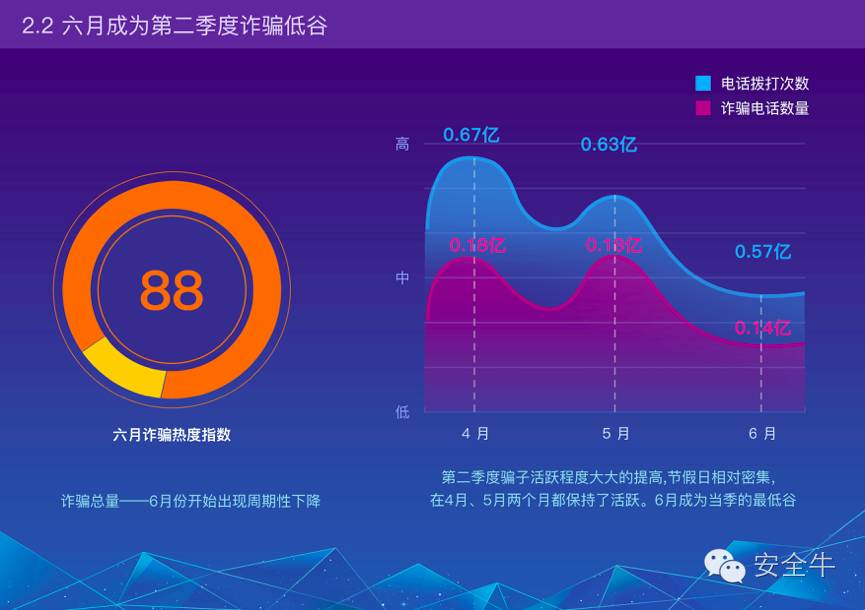 2.2 六月成为第二季度诈骗低谷
电话拨打次数
诈骗电话数量
高
中
低
0.67亿
0.63亿
0.57亿
0.18亿
0.18亿
0.14亿
4 月
5 月
6 月
88
六月诈骗热度指数
诈骗总量——6月份开始出现周期性下降
第二季度骗子活跃程度大大的提高,节假日相对密集，
在4月、5月两个月都保持了活跃。6月成为当季的最低谷
安全牛